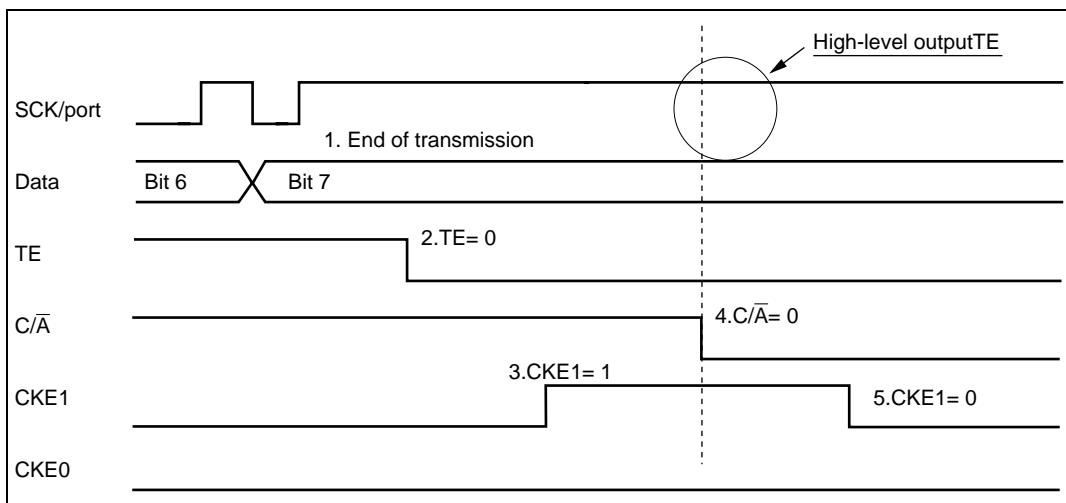 High-level outputTE
SCK/port
1. End of transmission
Data
Bit 6
Bit 7
TE
2.TE= 0
C/A̅
4.C/A̅= 0
3.CKE1= 1
CKE1
5.CKE1= 0
CKE0